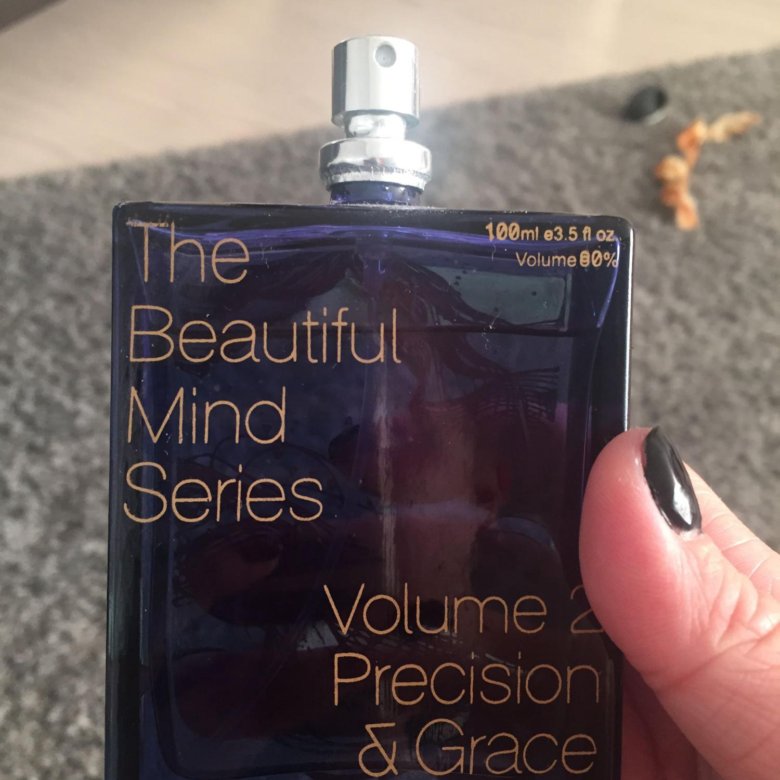 The
Beautiful
Mind
Series
100ml e3.5 fl oz
Volume 80%
Volume 2
Precision
& Grace